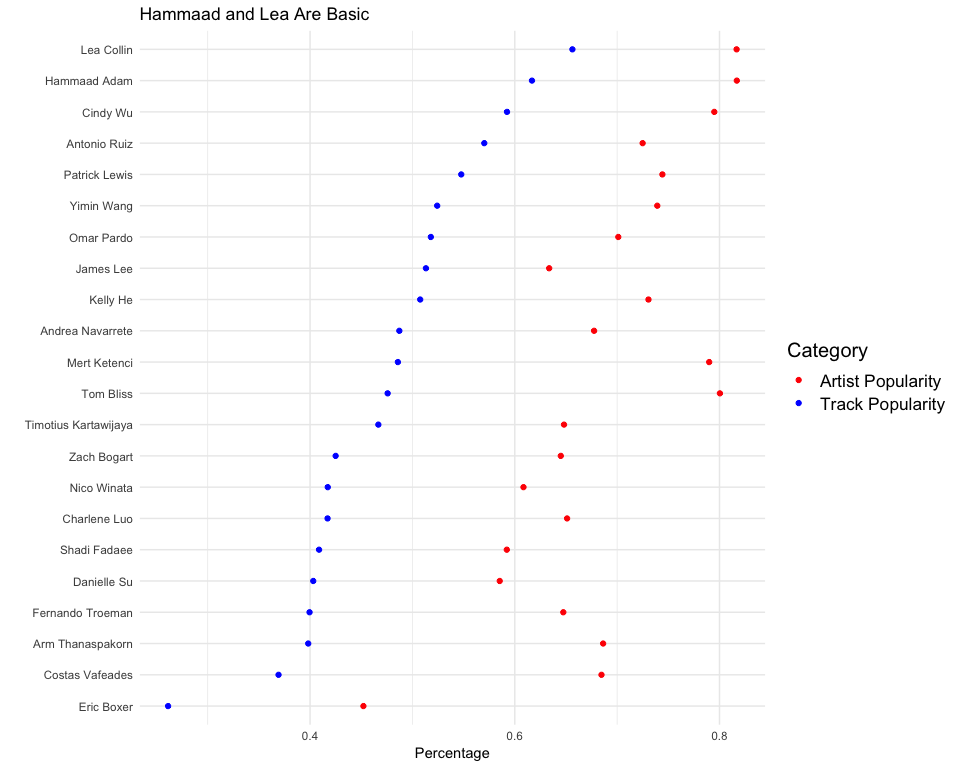 Hammaad and Lea Are Basic
Lea Collin
Hammaad Adam
Cindy Wu
Antonio Ruiz
Patrick Lewis
Yimin Wang
Omar Pardo
James Lee
Kelly He
Andrea Navarrete
Mert Ketenci
Tom Bliss
Timotius Kartawijaya
Zach Bogart
Nico Winata
Charlene Luo
Shadi Fadaee
Danielle Su
Fernando Troeman
Arm Thanaspakorn
Costas Vafeades
Eric Boxer
0.4 0.6 0.8
Percentage
Category
Artist Popularity
Track Popularity